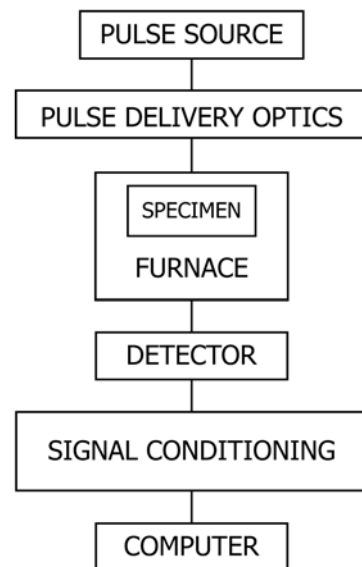 PULSE SOURCE
PULSE DELIVERY OPTICS
SPECIMEN
FURNACE
DETECTOR
SIGNAL CONDITIONING
COMPUTER